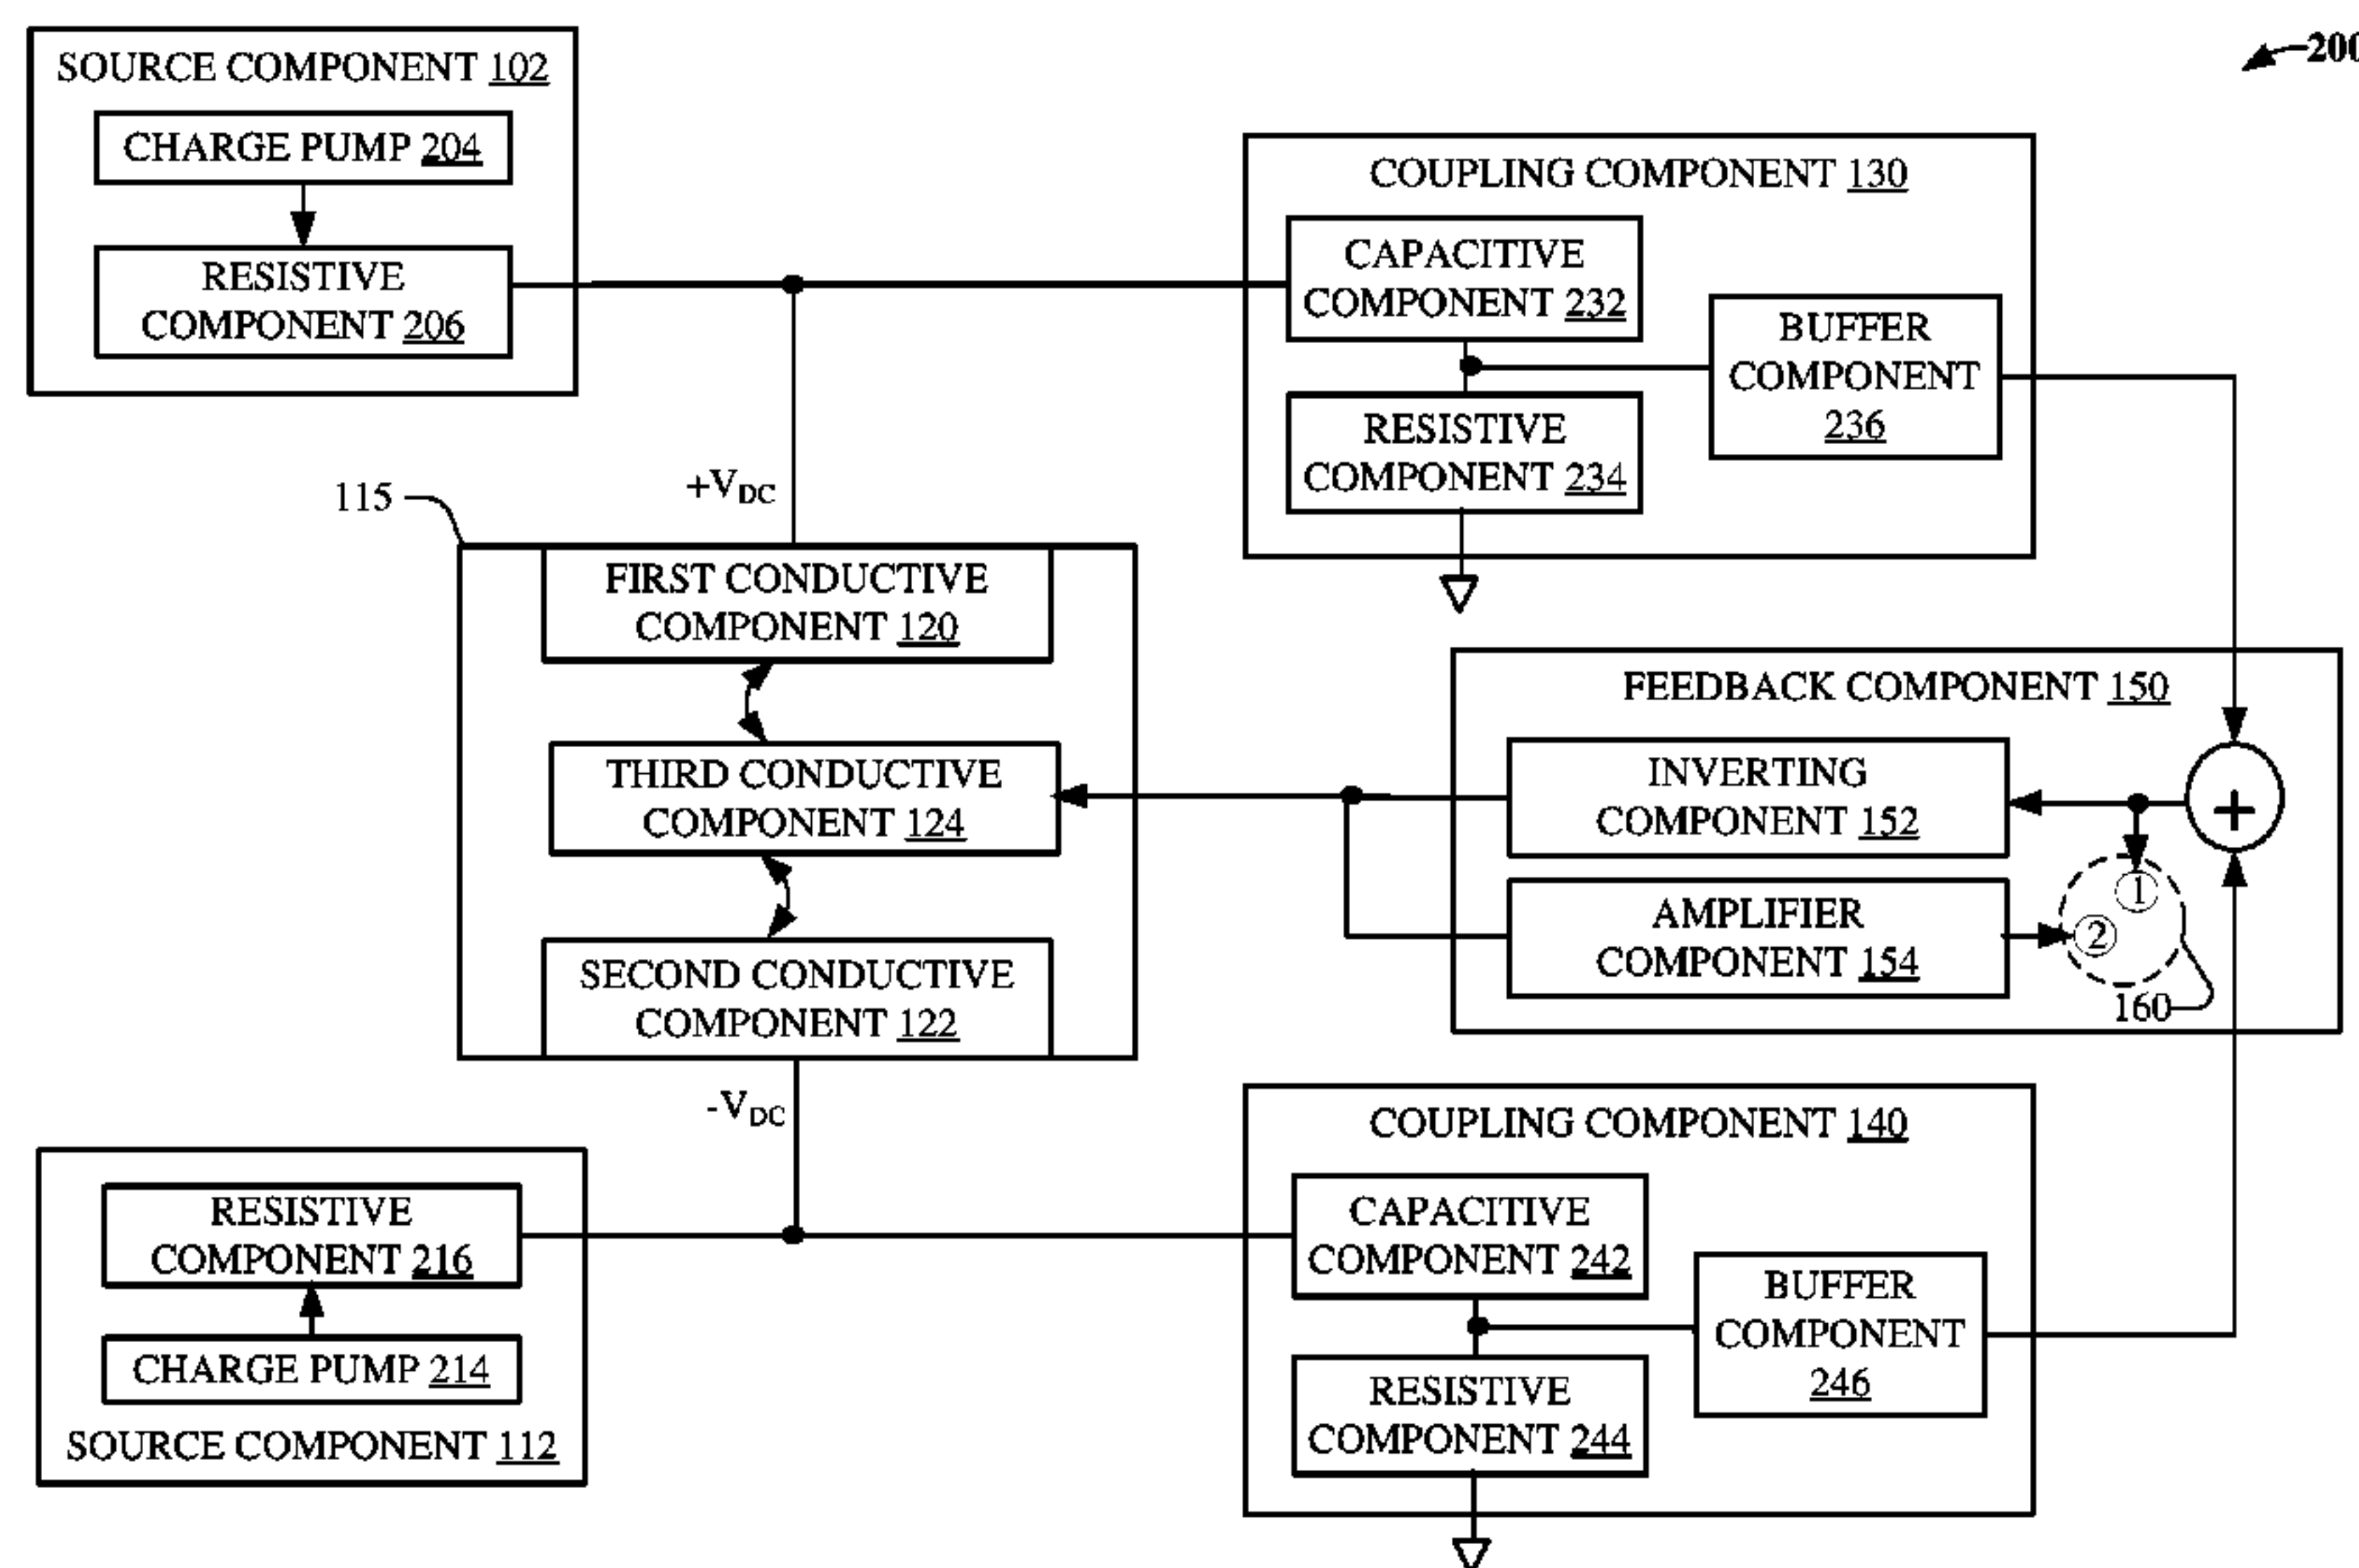 200
SOURCE COMPONENT 102
CHARGE PUMP 204
RESISTIVE
COMPONENT 206
COUPLING COMPONENT 130
CAPACITIVE
COMPONENT 232
BUFFER
COMPONENT
236
RESISTIVE
COMPONENT 234
+VDC
115
FIRST CONDUCTIVE
COMPONENT 120
THIRD CONDUCTIVE
COMPONENT 124
SECOND CONDUCTIVE
COMPONENT 122
FEEDBACK COMPONENT 150
INVERTING
COMPONENT 152
+
AMPLIFIER
COMPONENT 154
1
2
160
-VDC
COUPLING COMPONENT 140
CAPACITIVE
COMPONENT 242
BUFFER
COMPONENT
246
RESISTIVE
COMPONENT 244
RESISTIVE
COMPONENT 216
CHARGE PUMP 214
SOURCE COMPONENT 112